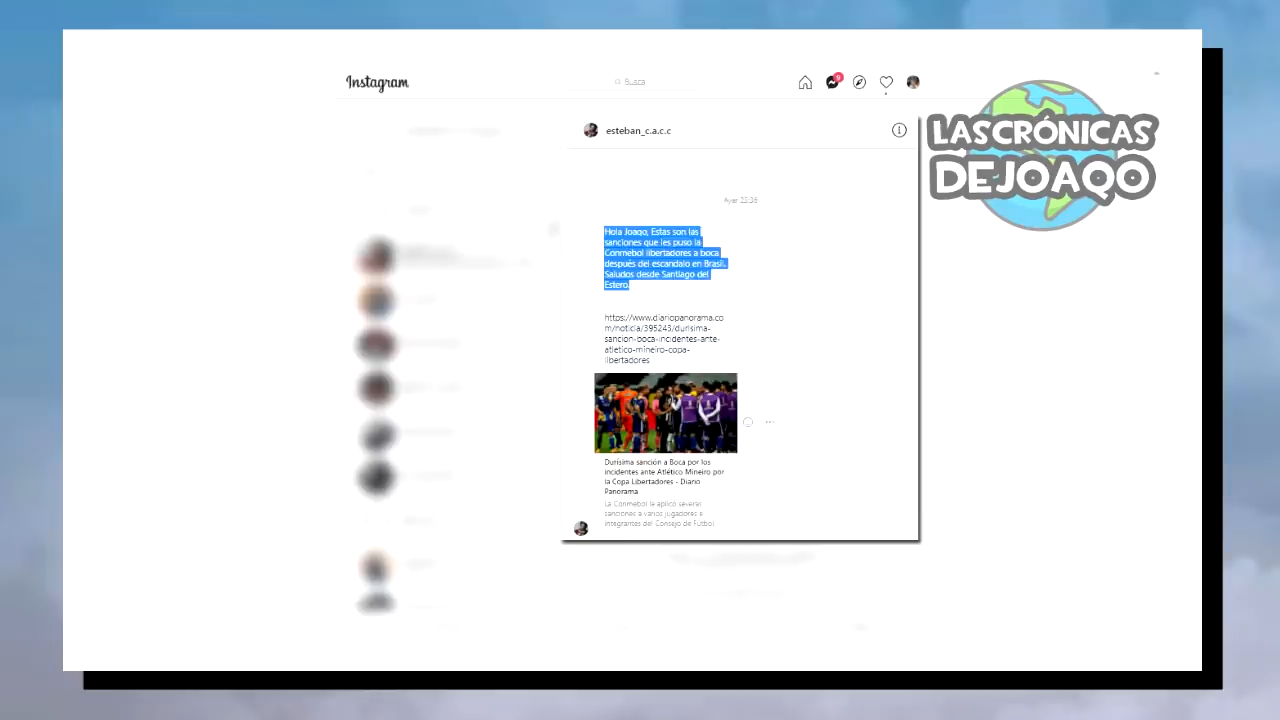 Instagram
Busca
9
LASCRÓNICAS
DEJOAQO
esteban_c.a.c.c
Ayer 23:36
Hola Joaqo, Estas son las
sanciones que les puso la
Conmebol libertadores a boca
después del escandalo en Brasil.
Saludos desde Santiago del
Estero.
https://www.diariopanorama.co
m/noticia/395243/durisima-
sancion-boca-incidentes-ante-
atletico-mineiro-copa-
libertadores
Durísima sanción a Boca por los
incidentes ante Atlético Mineiro por
la Copa Libertadores - Diario
Panorama
La Conmebol le aplicó severas
sanciones a varios jugadores e
integrantes del Consejo de Fútbol.